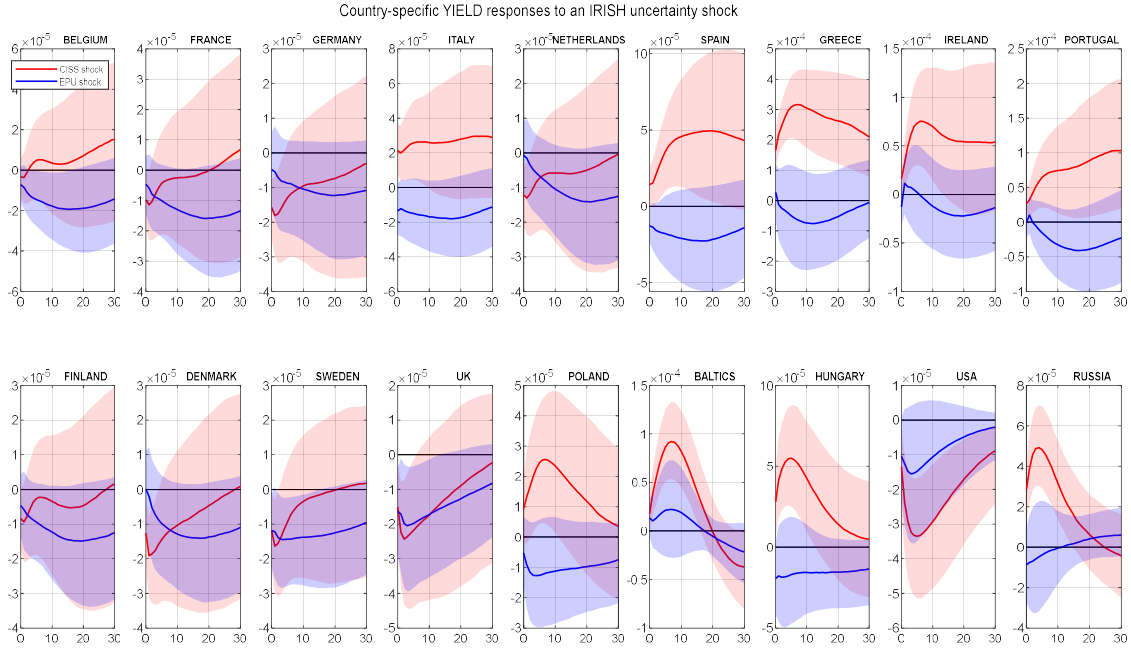 Country-specific YIELD responses to an IRISH uncertainty shock
6 ×10⁻⁵ BELGIUM
CISS shock
EPU shock
2
0
-2
-4
-6
0 10 20 30
4 ×10⁻⁵ FRANCE
3
2
1
0
-1
-2
-3
-4
0 10 20 30
3 ×10⁻⁵ GERMANY
2
1
0
-1
-2
-3
-4
0 10 20 30
8 ×10⁻⁵ ITALY
6
4
2
0
-2
-4
-6
0 10 20 30
3 ×10⁻⁵ NETHERLANDS
2
1
0
-1
-2
-3
-4
0 10 20 30
10 ×10⁻⁵ SPAIN
5
0
-5
0 10 20 30
5 ×10⁻⁴ GREECE
4
3
2
1
0
-1
-2
-3
0 10 20 30
1.5 ×10⁻⁴ IRELAND
1
0.5
0
-0.5
-1
0 10 20 30
2.5 ×10⁻⁴ PORTUGAL
2
1.5
1
0.5
0
-0.5
-1
0 10 20 30
3 ×10⁻⁵ FINLAND
2
1
0
-1
-2
-3
-4
0 10 20 30
3 ×10⁻⁵ DENMARK
2
1
0
-1
-2
-3
-4
0 10 20 30
3 ×10⁻⁵ SWEDEN
2
1
0
-1
-2
-3
-4
0 10 20 30
2 ×10⁻⁵ UK
1
0
-1
-2
-3
-4
-5
0 10 20 30
5 ×10⁻⁵ POLAND
4
3
2
1
0
-1
-2
-3
0 10 20 30
1.5 ×10⁻⁴ BALTICS
1
0.5
0
-0.5
-1
0 10 20 30
10 ×10⁻⁵ HUNGARY
5
0
-5
0 10 20 30
1 ×10⁻⁵ USA
0
-1
-2
-3
-4
-5
-6
0 10 20 30
8 ×10⁻⁵ RUSSIA
6
4
2
0
-2
-4
0 10 20 30